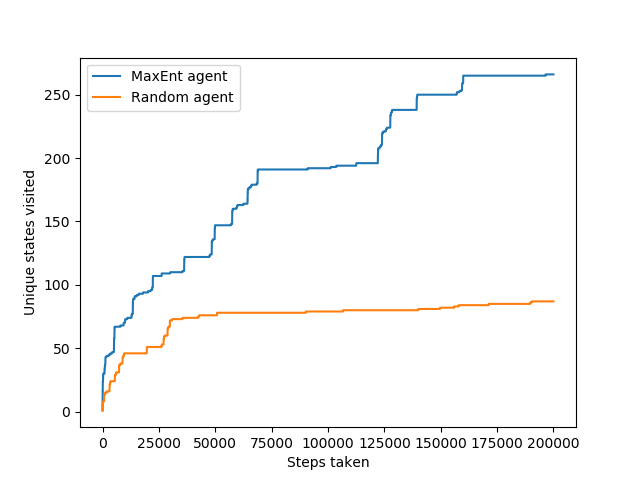 MaxEnt agent
Random agent
Unique states visited
250
200
150
100
50
0
0 25000 50000 75000 100000 125000 150000 175000 200000
Steps taken